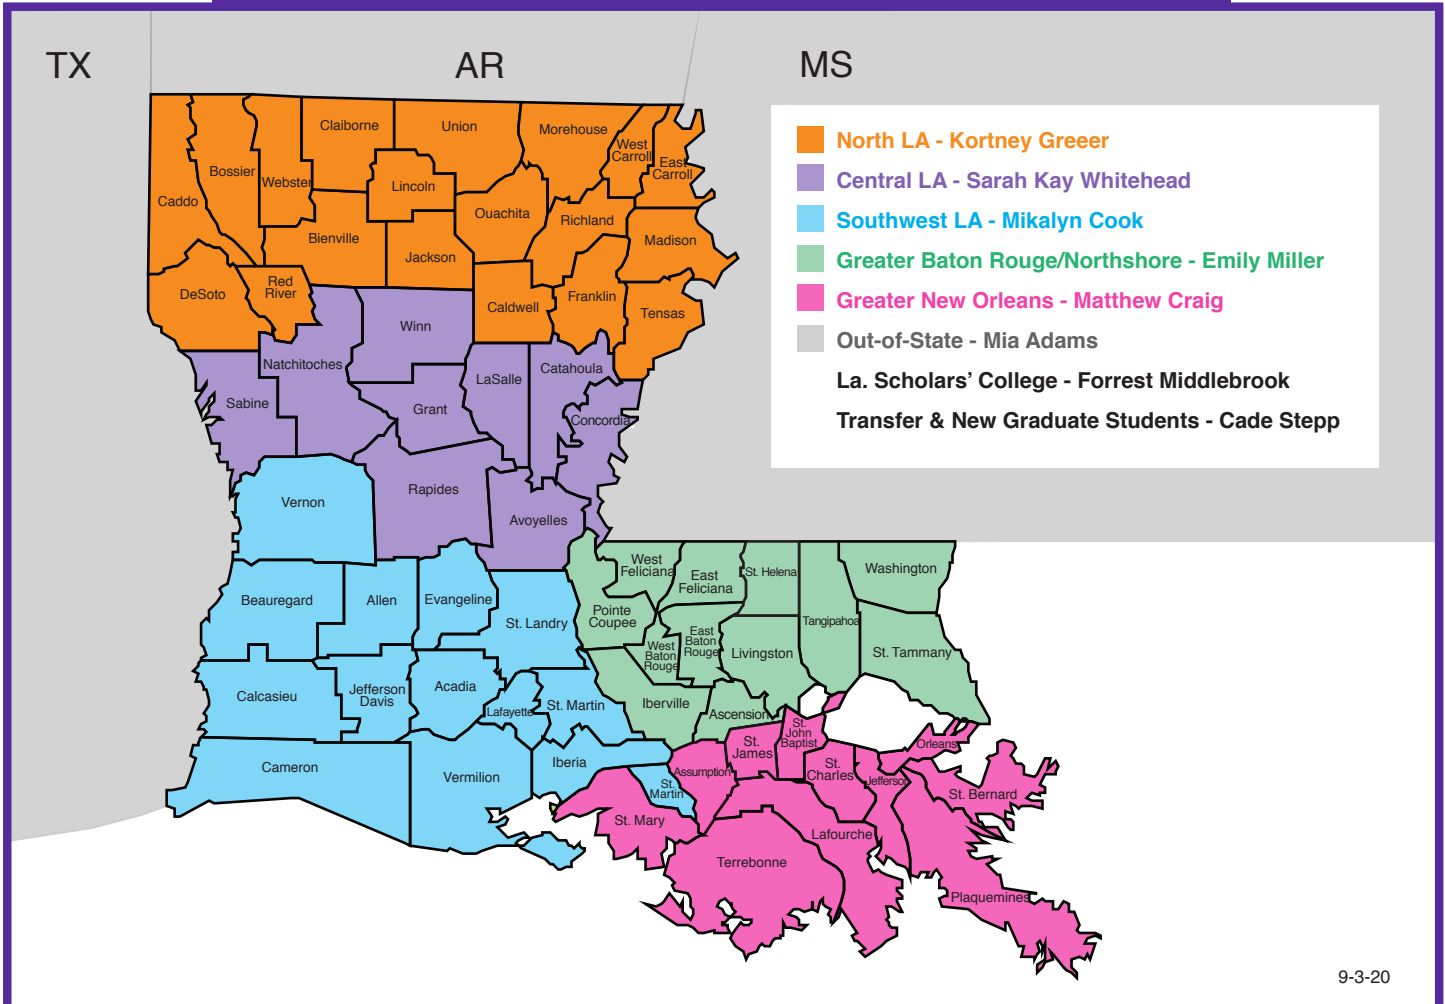 TX
AR
MS
North LA - Kortney Greeer
Central LA - Sarah Kay Whitehead
Southwest LA - Mikalyn Cook
Greater Baton Rouge/Northshore - Emily Miller
Greater New Orleans - Matthew Craig
Out-of-State - Mia Adams
La. Scholars’ College - Forrest Middlebrook
Transfer & New Graduate Students - Cade Stepp
Caddo
Bossier
Webster
Claiborne
Union
Lincoln
Morehouse
West
Carroll
East
Carroll
Bienville
Jackson
Ouachita
Richland
Madison
DeSoto
Red
River
Caldwell
Franklin
Tensas
Winn
Natchitoches
Sabine
Grant
LaSalle
Catahoula
Concordia
Rapides
Avoyelles
Vernon
Beauregard
Allen
Evangeline
St. Landry
Calcasieu
Jefferson
Davis
Acadia
Lafayette
St. Martin
Cameron
Vermilion
Iberia
St.
Martin
West
Feliciana
East
Feliciana
St. Helena
Washington
Pointe
Coupee
West
Baton
Rouge
East
Baton
Rouge
Livingston
Tangipahoa
St. Tammany
Iberville
Ascension
Assumption
St.
James
St.
John
Baptist
St.
Charles
Jefferson
Orleans
St. Bernard
St. Mary
Terrebonne
Lafourche
Plaquemines
9-3-20